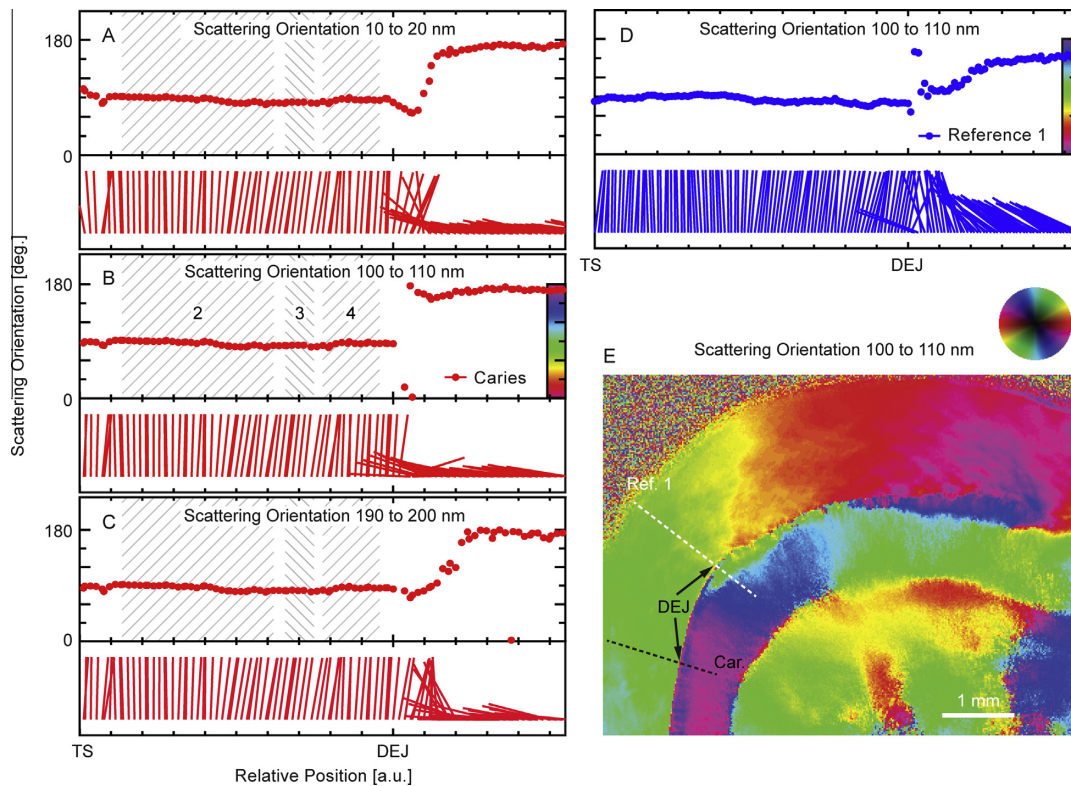 Scattering Orientation [deg.]
A
Scattering Orientation 10 to 20 nm
180
0
B
Scattering Orientation 100 to 110 nm
180
2
3
4
Caries
0
C
Scattering Orientation 190 to 200 nm
180
0
TS
DEJ
Relative Position [a.u.]
D
Scattering Orientation 100 to 110 nm
Reference 1
TS
DEJ
E
Scattering Orientation 100 to 110 nm
Ref. 1
DEJ
Car.
1 mm